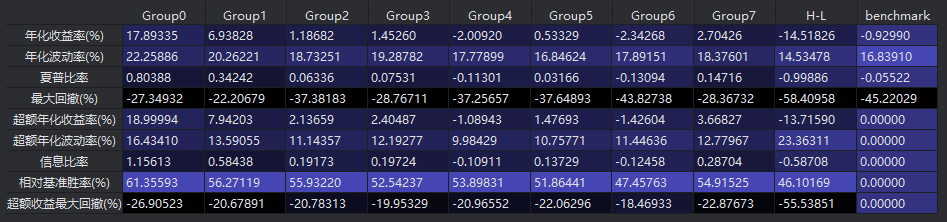 Group0 Group1 Group2 Group3 Group4 Group5 Group6 Group7 H-L benchmark
年化收益率(%) 17.89335 6.93828 1.18682 1.45260 -2.00920 0.53329 -2.34268 2.70426 -14.51826 -0.92990
年化波动率(%) 22.25886 20.26221 18.73251 19.28782 17.77899 16.84624 17.89151 18.37601 14.53478 16.83910
夏普比率 0.80388 0.34242 0.06336 0.07531 -0.11301 0.03166 -0.13094 0.14716 -0.99886 -0.05522
最大回撤(%) -27.34932 -22.20679 -37.38183 -28.76711 -37.25657 -37.64893 -43.82738 -28.36732 -58.40958 -45.22029
超额年化收益率(%) 18.99994 7.94203 2.13659 2.40487 -1.08943 1.47693 -1.42604 3.66827 -13.71590 0.00000
超额年化波动率(%) 16.43410 13.59055 11.14357 12.19277 9.98429 10.75771 11.44636 12.77967 23.36311 0.00000
信息比率 1.15613 0.58438 0.19173 0.19724 -0.10911 0.13729 -0.12458 0.28704 -0.58708 0.00000
相对基准胜率(%) 61.35593 56.27119 55.93220 52.54237 53.89831 51.86441 47.45763 54.91525 46.10169 0.00000
超额收益最大回撤(%) -26.90523 -20.67891 -20.78313 -19.95329 -20.96552 -22.06296 -18.46933 -22.87673 -55.53851 0.00000